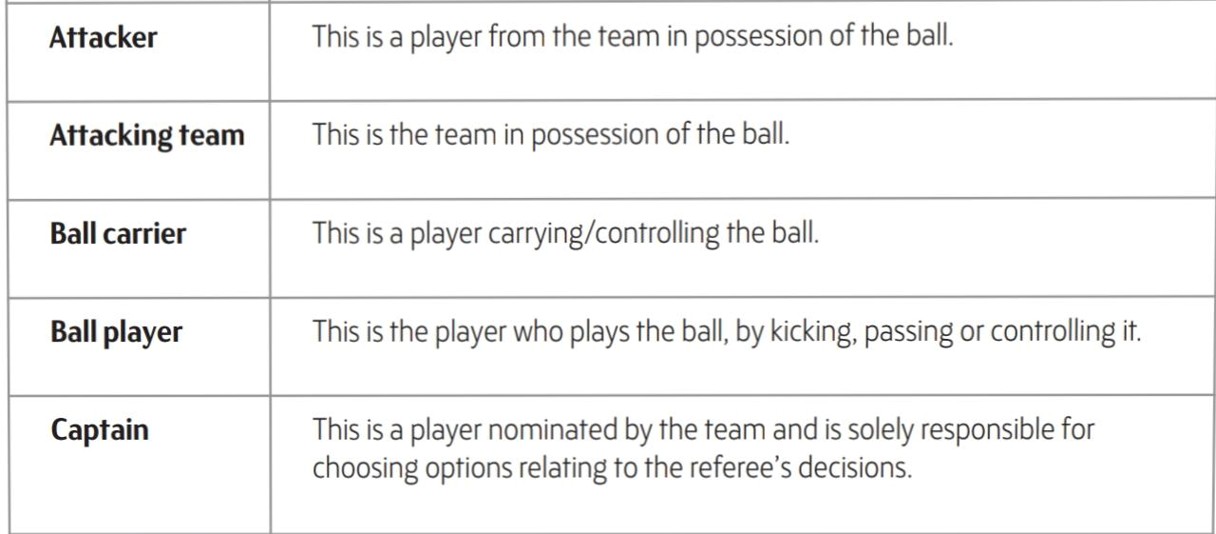 Attacker This is a player from the team in possession of the ball.
Attacking team This is the team in possession of the ball.
Ball carrier This is a player carrying/controlling the ball.
Ball player This is the player who plays the ball, by kicking, passing or controlling it.
Captain This is a player nominated by the team and is solely responsible for
choosing options relating to the referee's decisions.